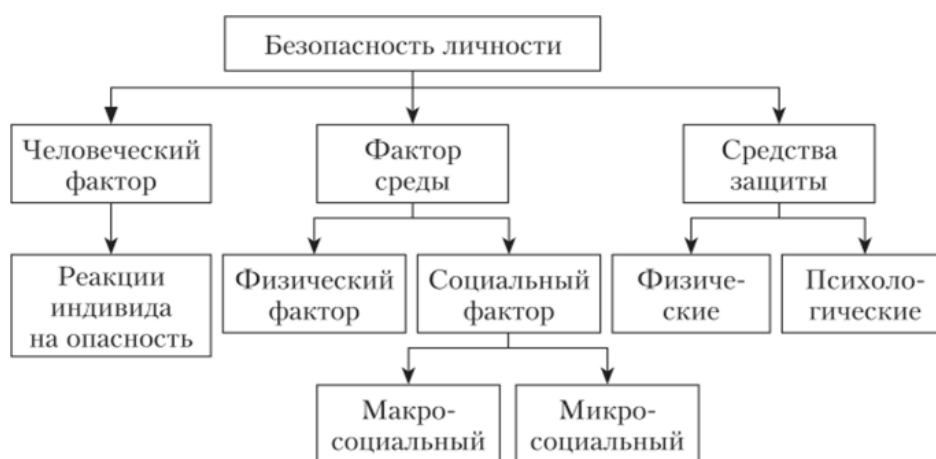 Безопасность личности
Человеческий
фактор
Фактор
среды
Средства
защиты
Реакции
индивида
на опасность
Физический
фактор
Социальный
фактор
Физиче-
ские
Психоло-
гические
Макро-
социальный
Микро-
социальный